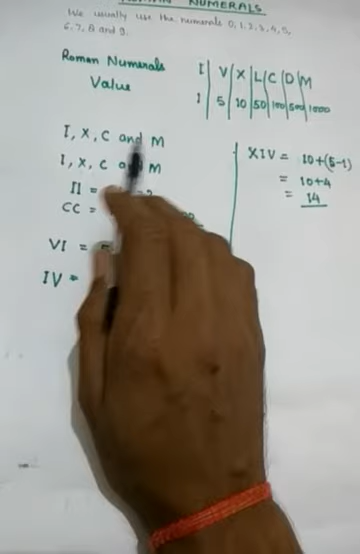 ROMAN NUMERALS
We usually use the numerals 0, 1, 2, 3, 4, 5,
6, 7, 8 and 9.
Roman Numerals I V X L C D M
Value 1 5 10 50 100 500 1000
I, X, C and M
I, X, C M
II =
CC =
VI =
IV =
XIV = 10+(5-1)
= 10+4
= 14